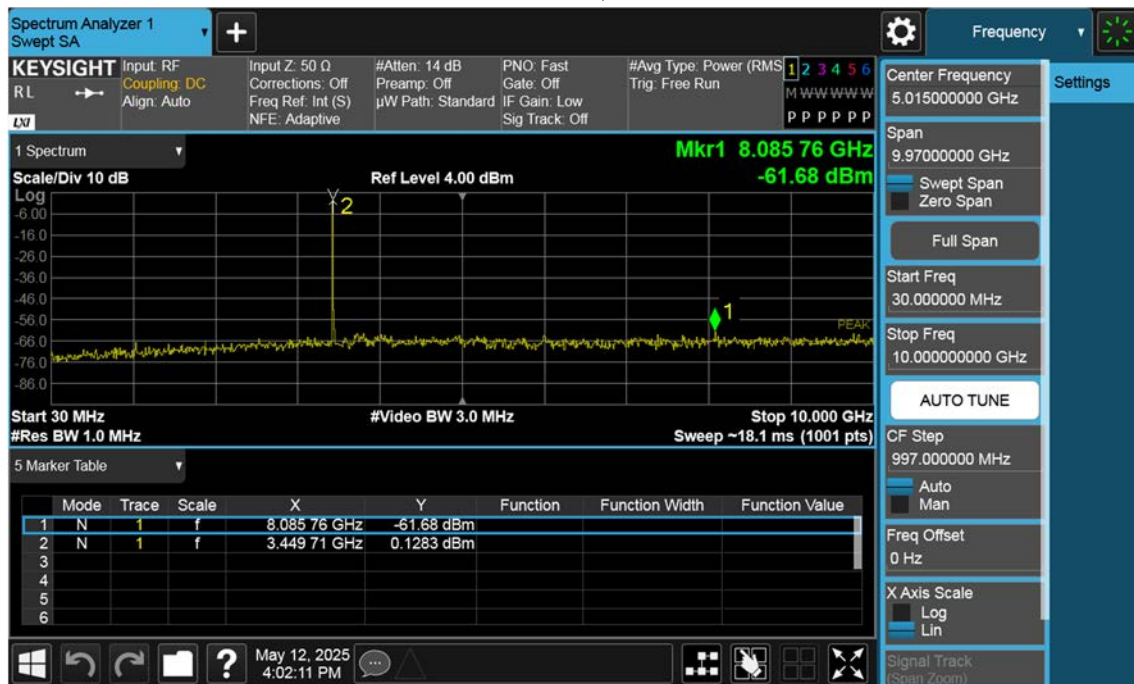 Spectrum Analyzer 1
Swept SA
+
Frequency
KEYSIGHT
RL
LXI
Input: RF
Coupling: DC
Align: Auto
Input Z: 50 Ω
Corrections: Off
Freq Ref: Int (S)
NFE: Adaptive
#Atten: 14 dB
Preamp: Off
µW Path: Standard
PNO: Fast
Gate: Off
IF Gain: Low
Sig Track: Off
#Avg Type: Power (RMS
Trig: Free Run
1 2 3 4 5 6
M W W W W W
P P P P P P
1 Spectrum
Mkr1 8.085 76 GHz
-61.68 dBm
Scale/Div 10 dB
Ref Level 4.00 dBm
Log
-6.00
-16.0
-26.0
-36.0
-46.0
-56.0
-66.0
-76.0
-86.0
2
1
PEAK
Start 30 MHz
#Video BW 3.0 MHz
Stop 10.000 GHz
#Res BW 1.0 MHz
Sweep ~18.1 ms (1001 pts)
5 Marker Table
Mode Trace Scale X Y Function Function Width Function Value
1 N 1 f 8.085 76 GHz -61.68 dBm
2 N 1 f 3.449 71 GHz 0.1283 dBm
3
4
5
6
?
May 12, 2025
4:02:11 PM
Center Frequency
5.015000000 GHz
Settings
Span
9.97000000 GHz
Swept Span
Zero Span
Full Span
Start Freq
30.000000 MHz
Stop Freq
10.000000000 GHz
AUTO TUNE
CF Step
997.000000 MHz
Auto
Man
Freq Offset
0 Hz
X Axis Scale
Log
Lin
Signal Track
(Span Zoom)